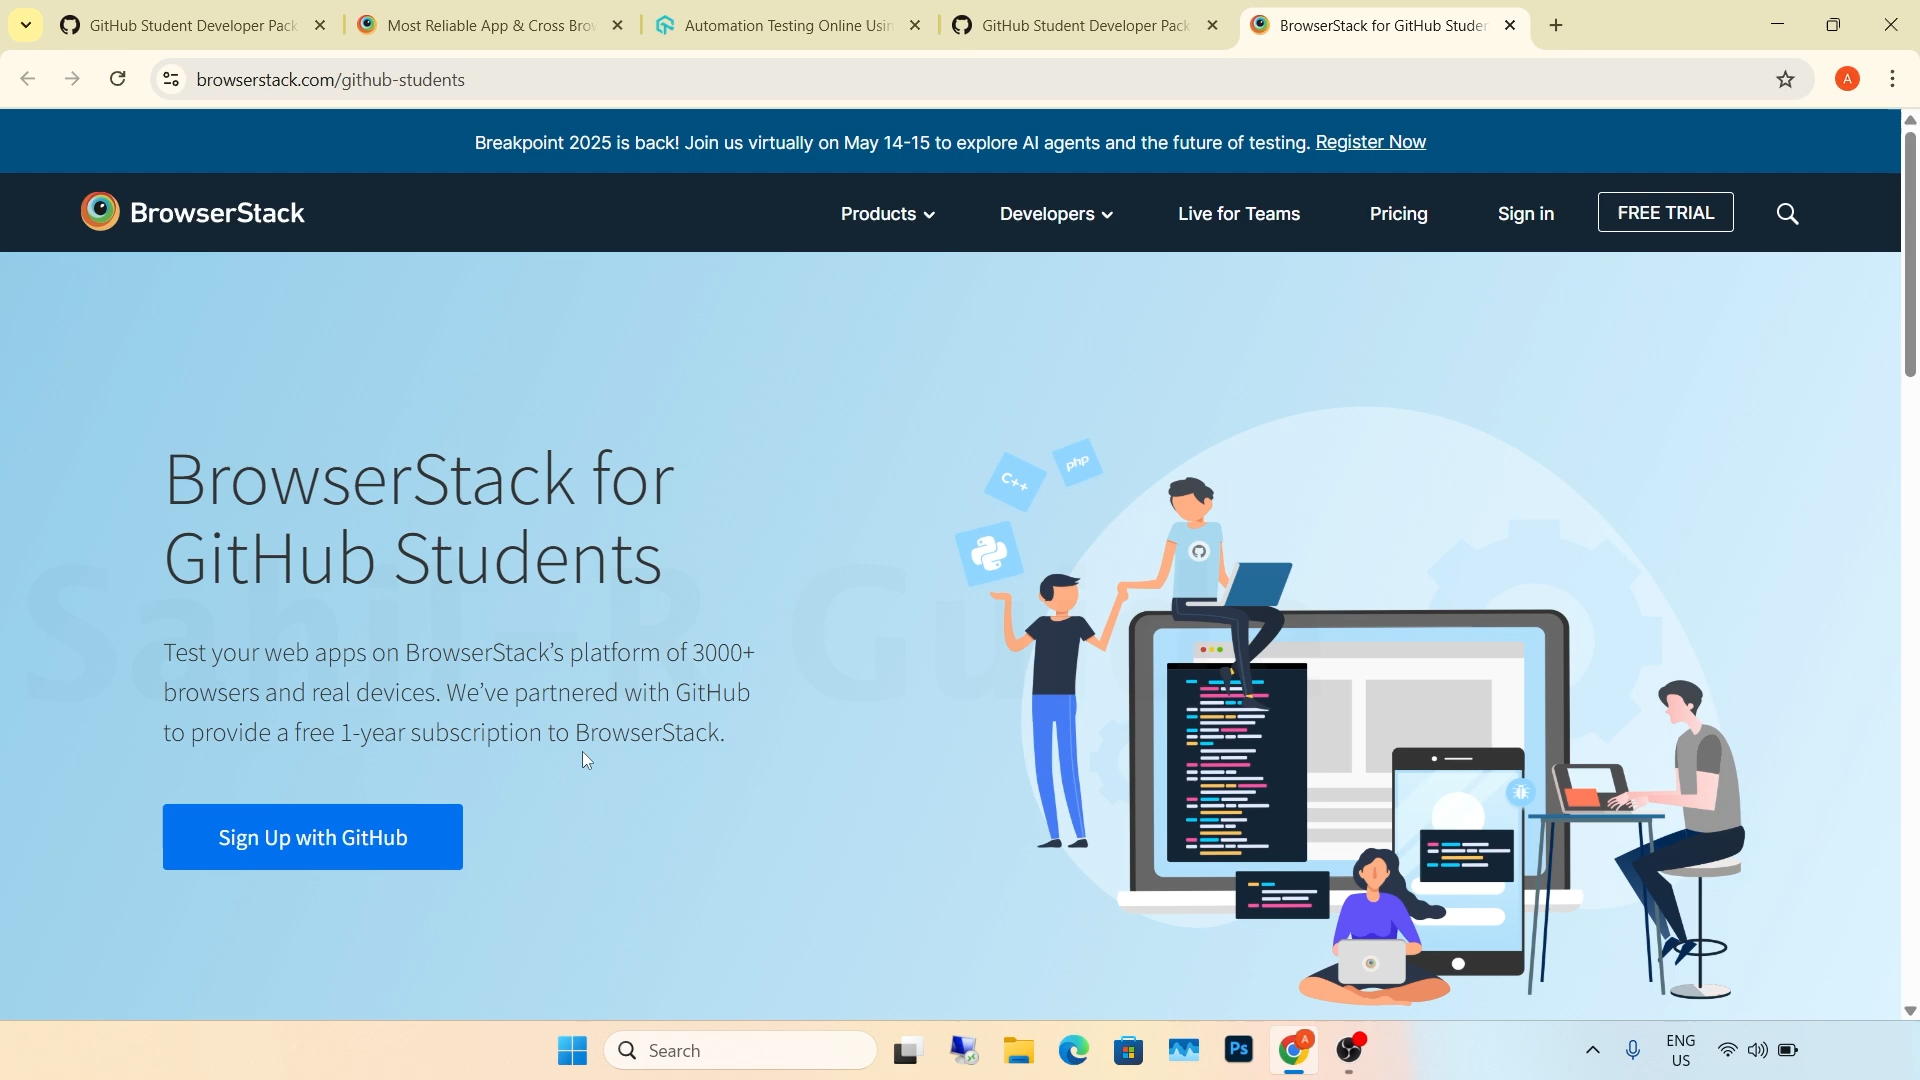 GitHub Student Developer Pack
Most Reliable App & Cross Brow
Automation Testing Online Usin
GitHub Student Developer Pack
BrowserStack for GitHub Studen
browserstack.com/github-students
A
Breakpoint 2025 is back! Join us virtually on May 14-15 to explore AI agents and the future of testing. Register Now
BrowserStack
Products
Developers
Live for Teams
Pricing
Sign in
FREE TRIAL
C++
php
BrowserStack for
GitHub Students
Test your web apps on BrowserStack's platform of 3000+
browsers and real devices. We've partnered with GitHub
to provide a free 1-year subscription to BrowserStack.
Sign Up with GitHub
Search
Ps
A
ENG
US